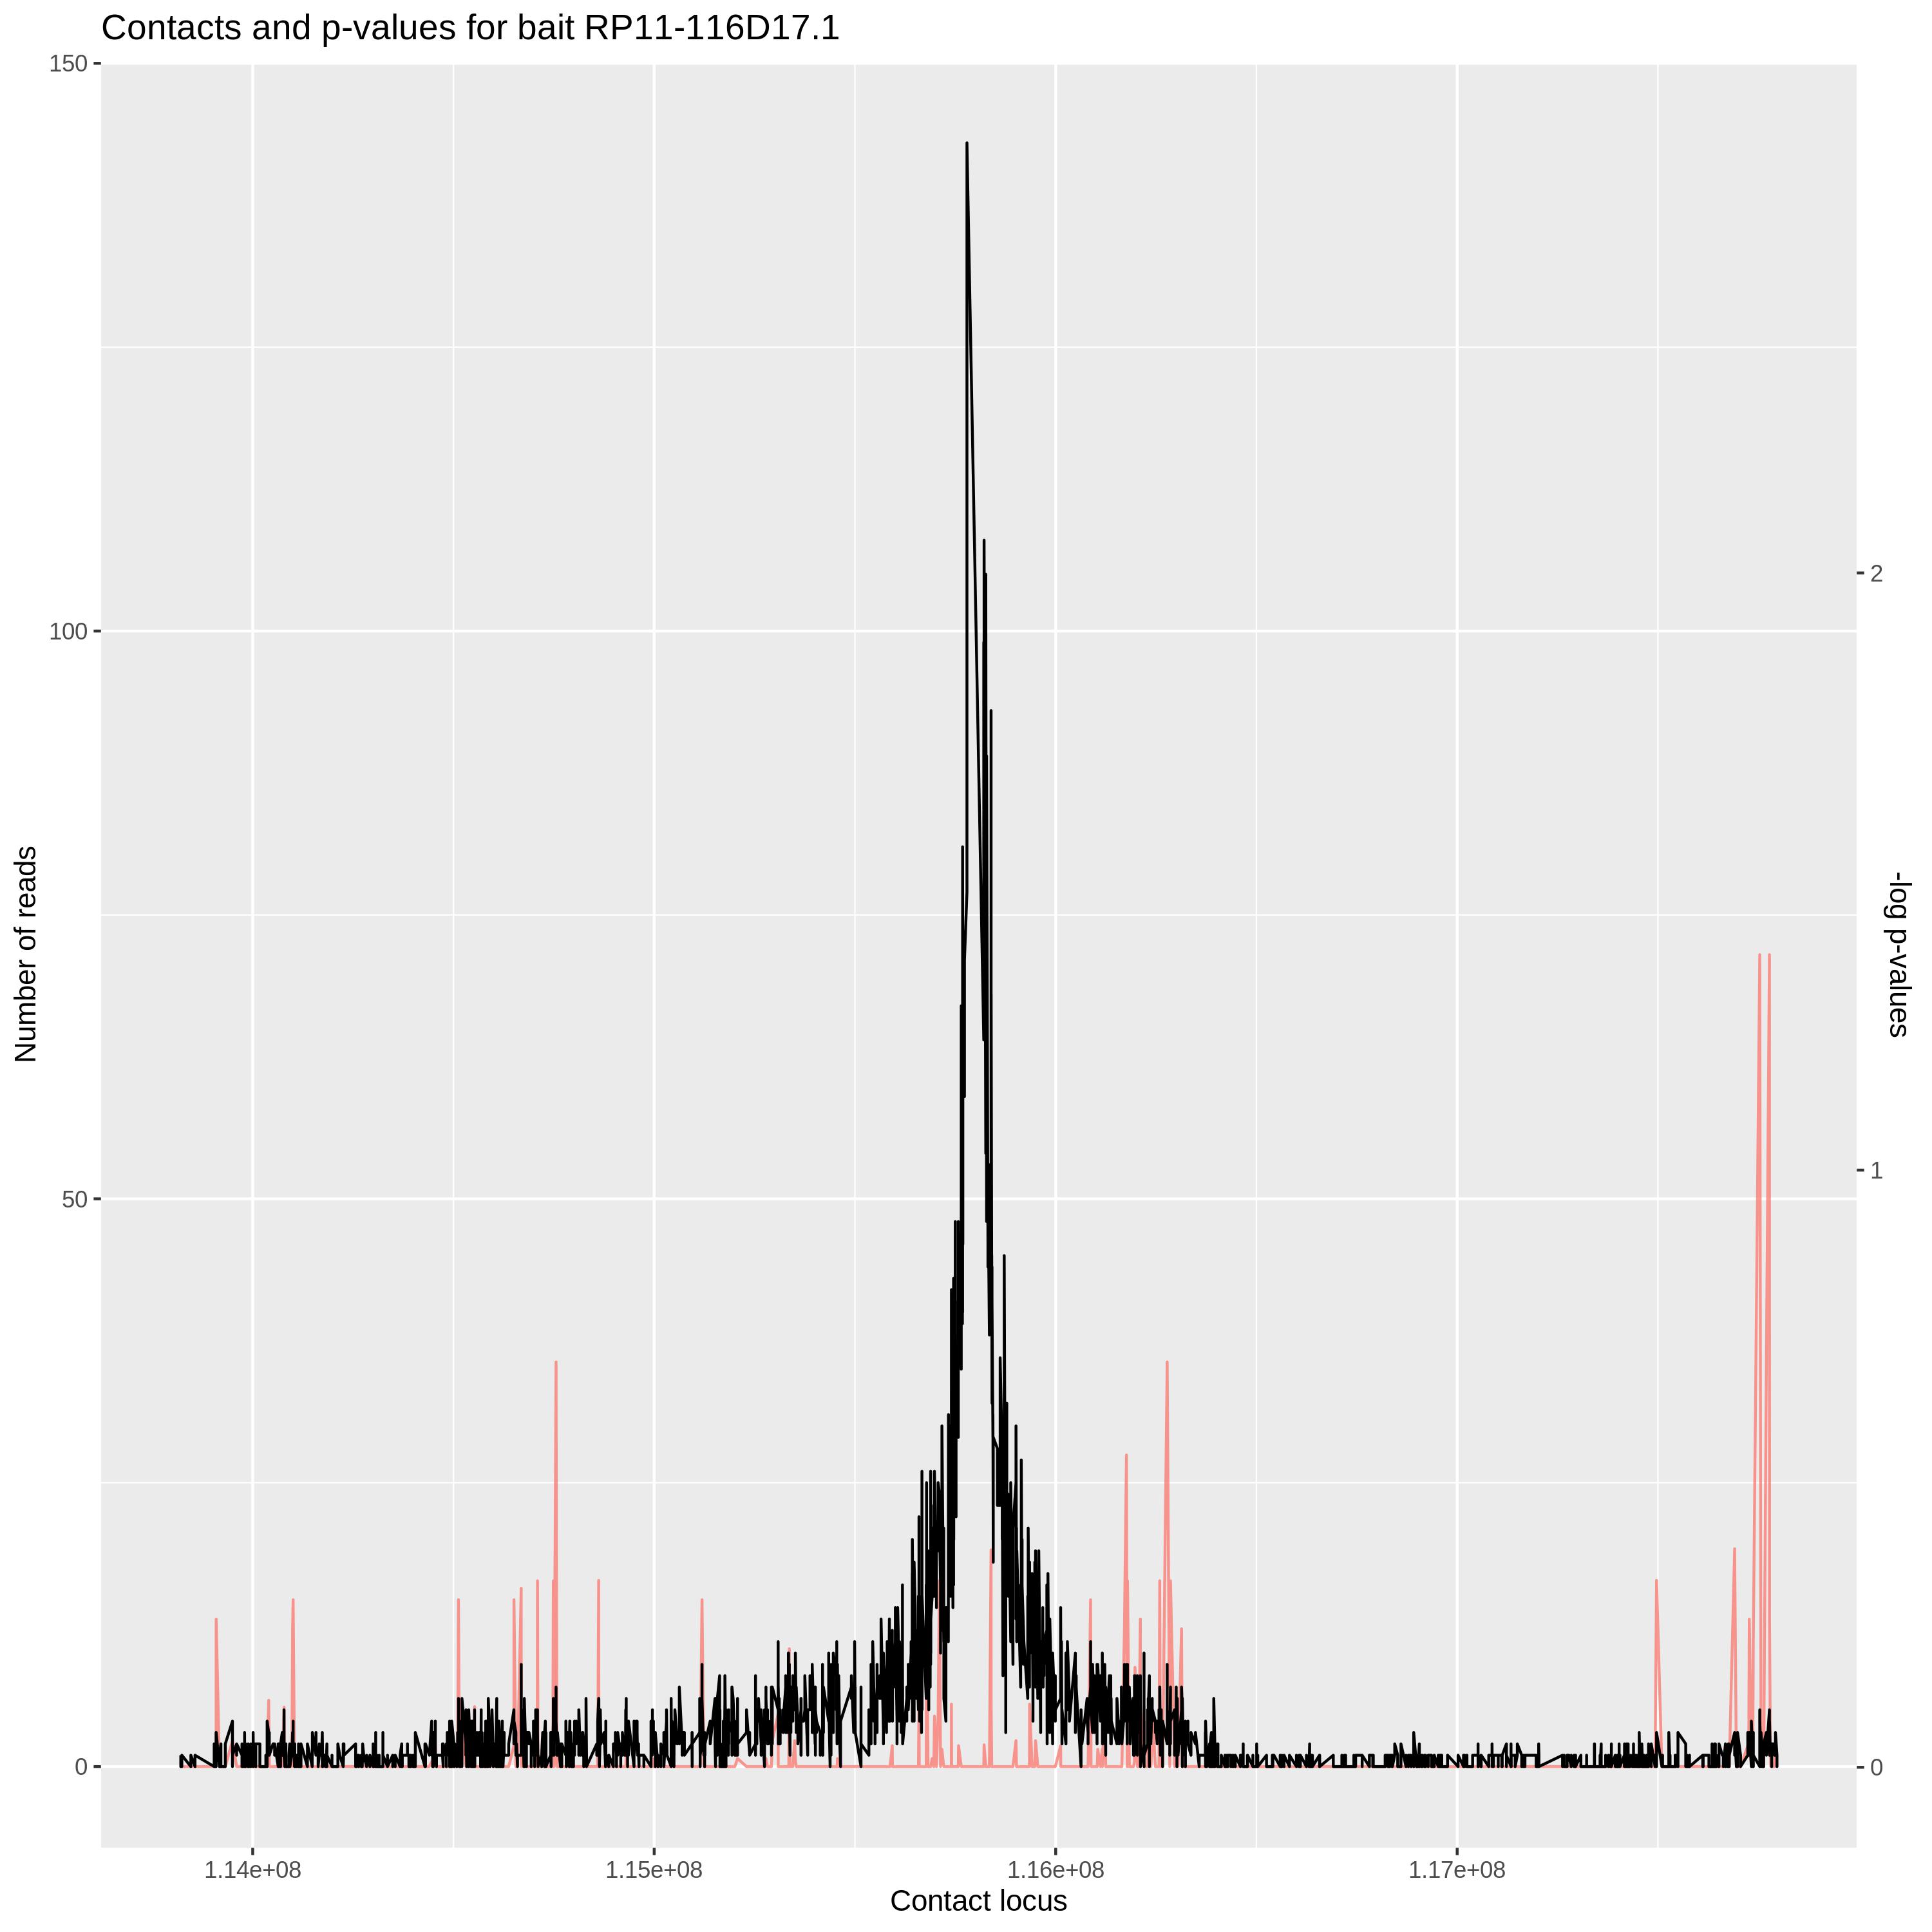 Contacts and p-values for bait RP11-116D17.1
150
100
50
0
Number of reads
2
1
0
-log p-values
1.14e+08 1.15e+08 1.16e+08 1.17e+08
Contact locus